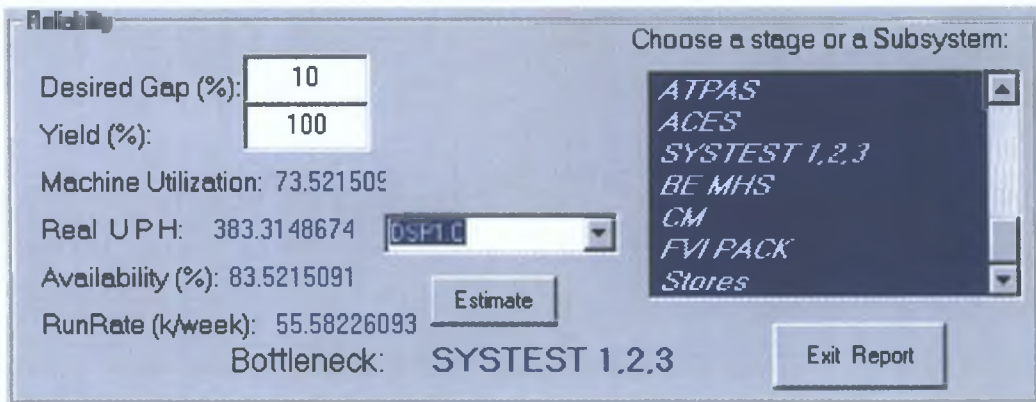 Reliability
Desired Gap (%): 10
Yield (%): 100
Machine Utilization: 73.521509
Real U P H: 383.3148674
DSP1.C
Availability (%): 83.5215091
Estimate
RunRate (k/week): 55.58226093
Bottleneck: SYSTEST 1,2,3
Choose a stage or a Subsystem:
ATPAS
ACES
SYSTEST 1,2,3
BE MHS
CM
FVI PACK
Stores
Exit Report